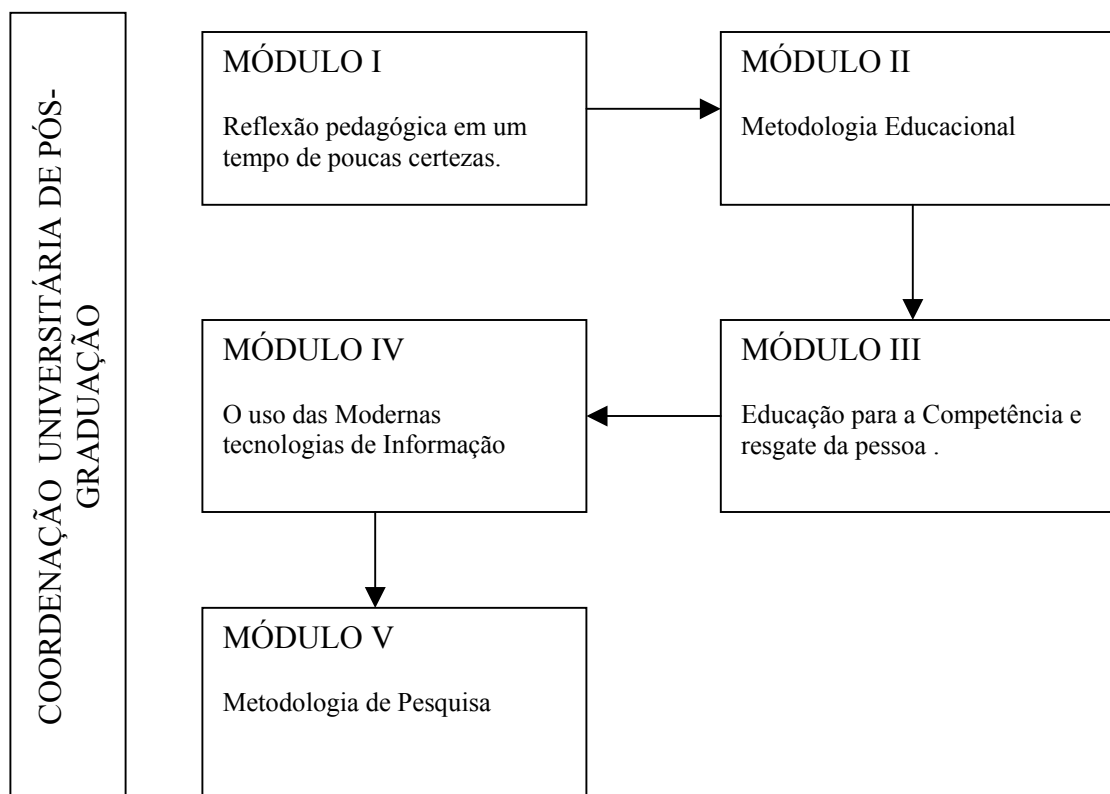 COORDENAÇÃO UNIVERSITÁRIA DE PÓS-
GRADUAÇÃO
MÓDULO I
Reflexão pedagógica em um
tempo de poucas certezas.
MÓDULO II
Metodologia Educacional
MÓDULO III
Educação para a Competência e
resgate da pessoa .
MÓDULO IV
O uso das Modernas
tecnologias de Informação
MÓDULO V
Metodologia de Pesquisa